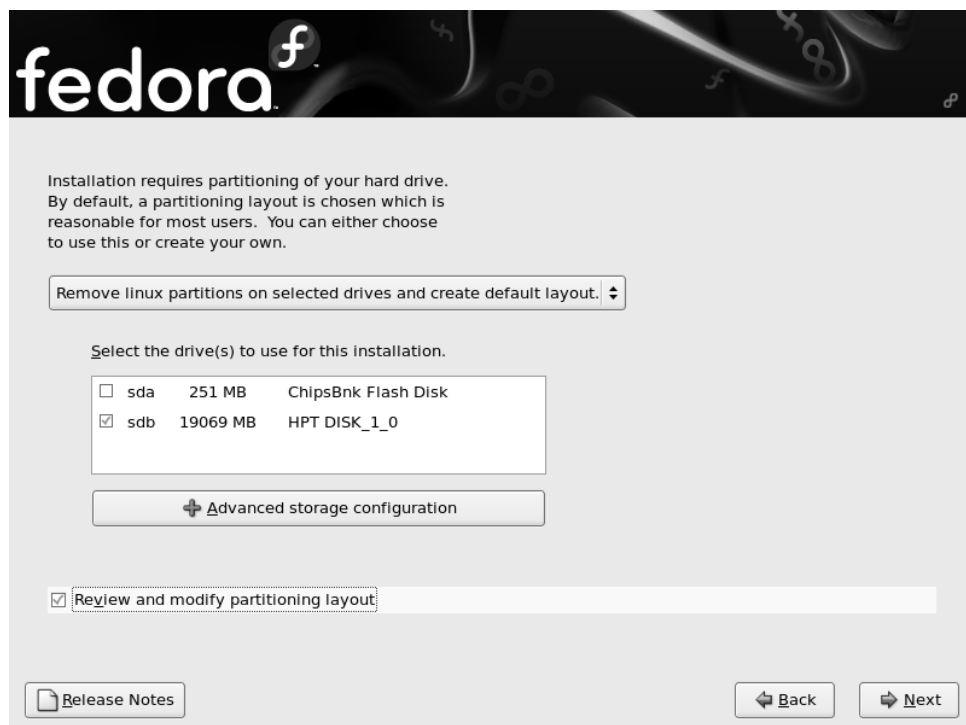 fedora
Installation requires partitioning of your hard drive.
By default, a partitioning layout is chosen which is
reasonable for most users.  You can either choose
to use this or create your own.
Remove linux partitions on selected drives and create default layout.
Select the drive(s) to use for this installation.
sda 251 MB ChipsBnk Flash Disk
sdb 19069 MB HPT DISK_1_0
Advanced storage configuration
Review and modify partitioning layout
Release Notes
Back
Next